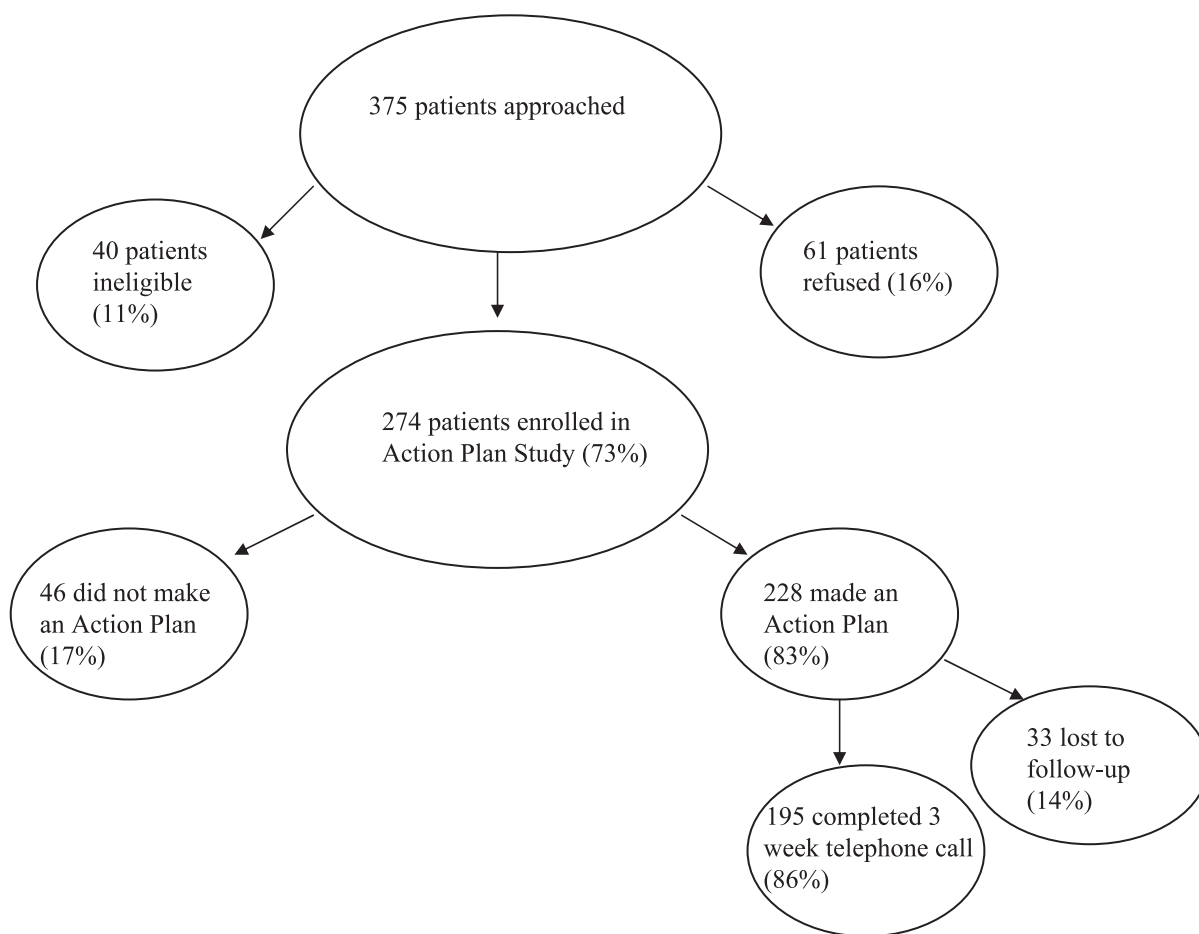 375 patients approached
40 patients
ineligible
(11%)
61 patients
refused (16%)
274 patients enrolled in
Action Plan Study (73%)
46 did not make
an Action Plan
(17%)
228 made an
Action Plan
(83%)
33 lost to
follow-up
(14%)
195 completed 3
week telephone call
(86%)